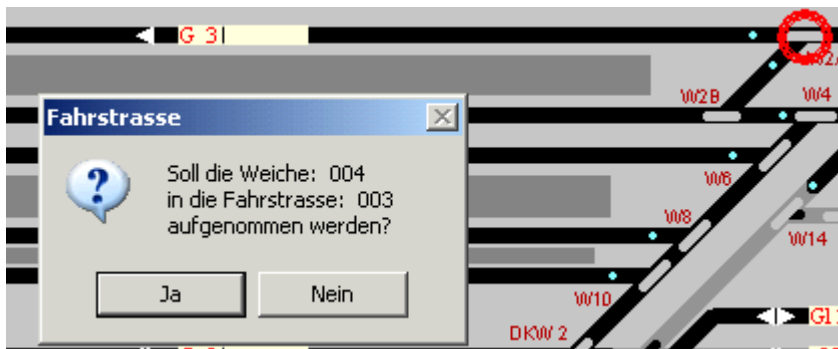 G 3
W2B
W4
Fahrstrasse
Soll die Weiche: 004
in die Fahrstrasse: 003
aufgenommen werden?
Ja
Nein
W6
W8
W14
W10
DKW 2